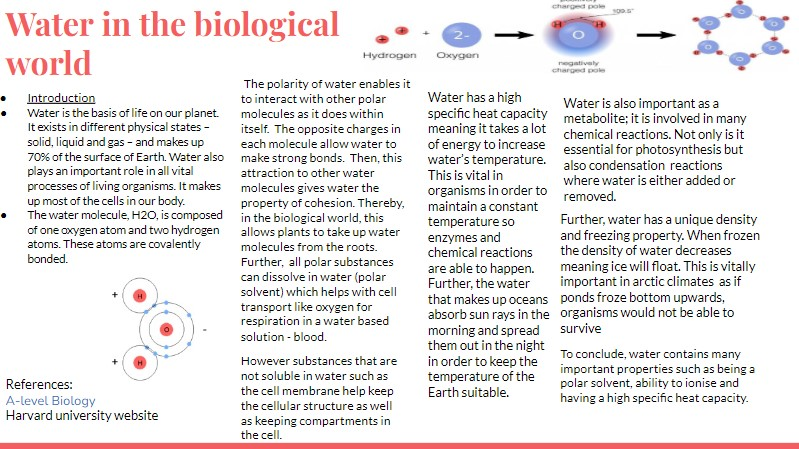 Water in the biological
world
Hydrogen
+
Oxygen
2-
charged pole
109.5°
H
H
O
negatively
charged pole
Introduction
Water is the basis of life on our planet.
It exists in different physical states –
solid, liquid and gas – and makes up
70% of the surface of Earth. Water also
plays an important role in all vital
processes of living organisms. It makes
up most of the cells in our body.
The water molecule, H2O, is composed
of one oxygen atom and two hydrogen
atoms. These atoms are covalently
bonded.
+
H
O
-
+
H
References:
A-level Biology
Harvard university website
The polarity of water enables it
to interact with other polar
molecules as it does within
itself. The opposite charges in
each molecule allow water to
make strong bonds. Then, this
attraction to other water
molecules gives water the
property of cohesion. Thereby,
in the biological world, this
allows plants to take up water
molecules from the roots.
Further, all polar substances
can dissolve in water (polar
solvent) which helps with cell
transport like oxygen for
respiration in a water based
solution - blood.
However substances that are
not soluble in water such as
the cell membrane help keep
the cellular structure as well
as keeping compartments in
the cell.
Water has a high
specific heat capacity
meaning it takes a lot
of energy to increase
water's temperature.
This is vital in
organisms in order to
maintain a constant
temperature so
enzymes and
chemical reactions
are able to happen.
Further, the water
that makes up oceans
absorb sun rays in the
morning and spread
them out in the night
in order to keep the
temperature of the
Earth suitable.
Water is also important as a
metabolite; it is involved in many
chemical reactions. Not only is it
essential for photosynthesis but
also condensation reactions
where water is either added or
removed.
Further, water has a unique density
and freezing property. When frozen
the density of water decreases
meaning ice will float. This is vitally
important in arctic climates as if
ponds froze bottom upwards,
organisms would not be able to
survive
To conclude, water contains many
important properties such as being a
polar solvent, ability to ionise and
having a high specific heat capacity.